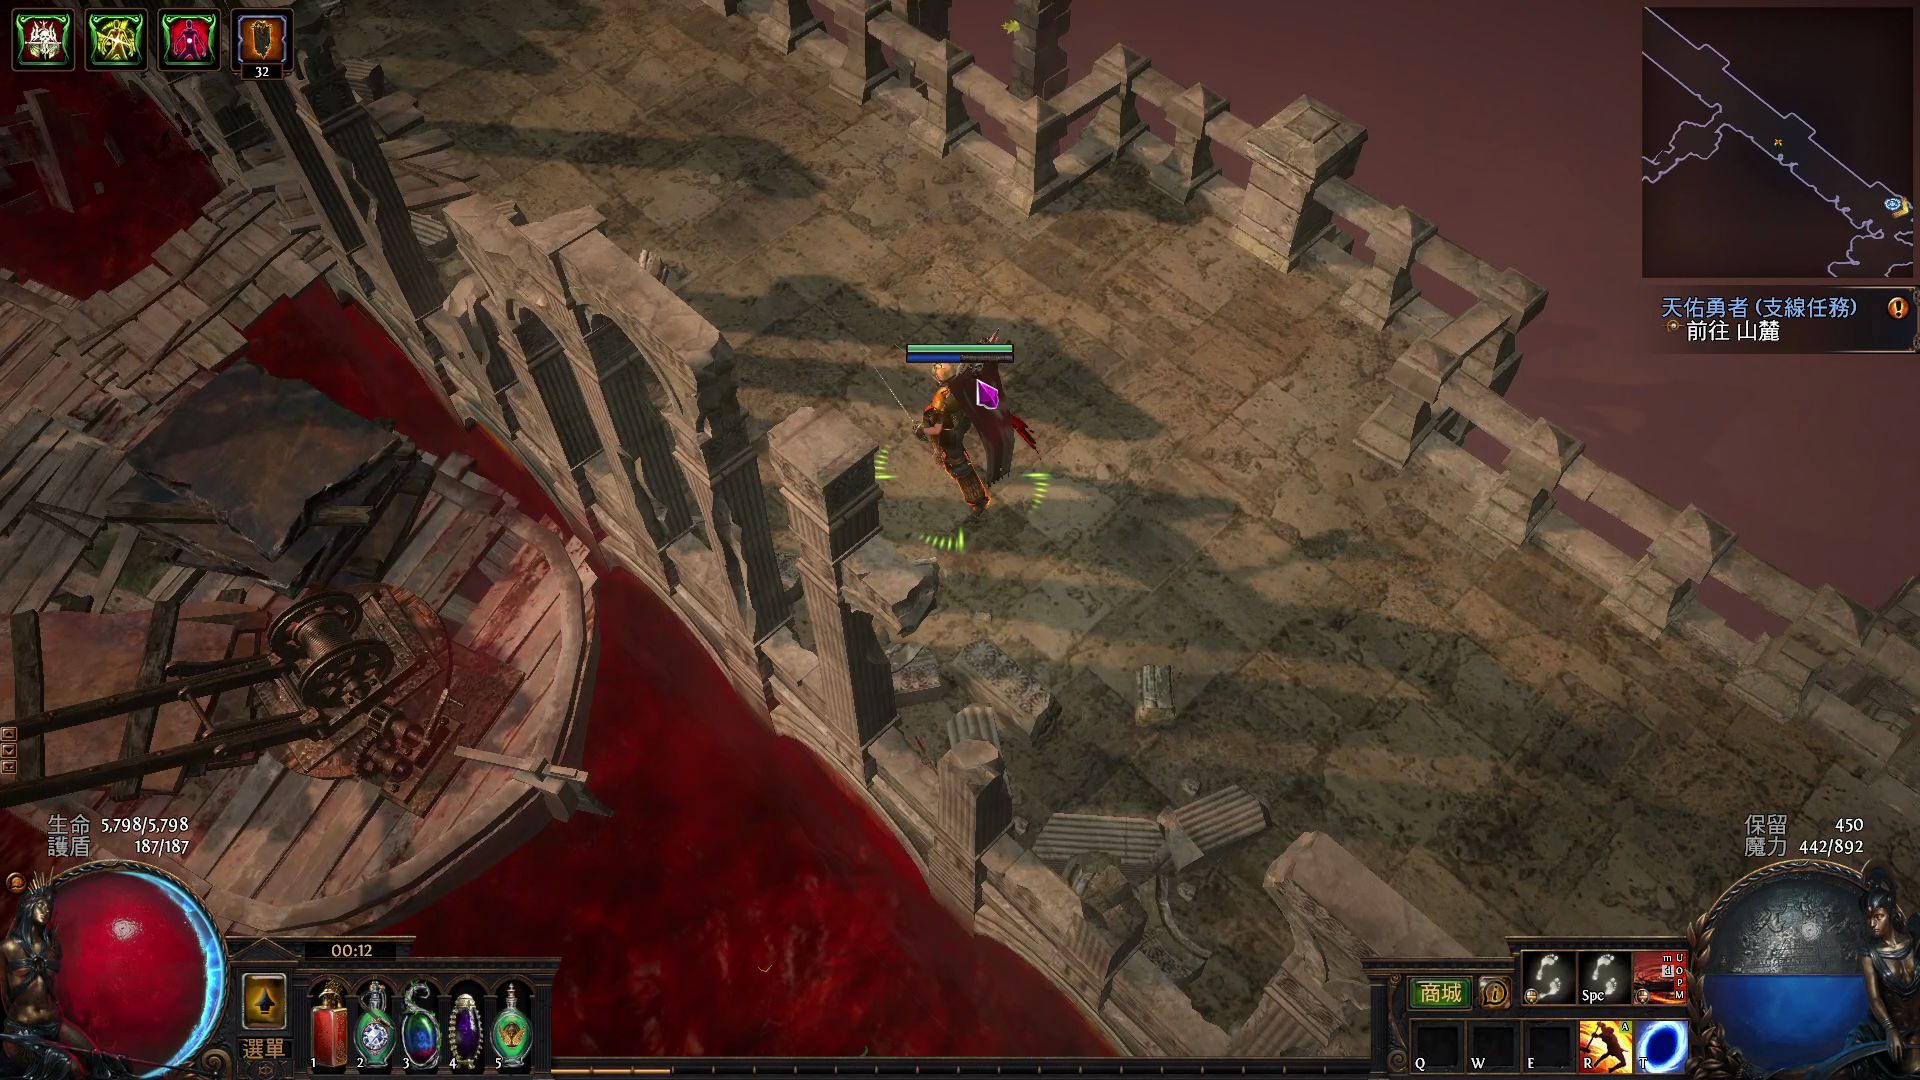 32
天佑勇者 (支線任務)
前往 山麓
生命 5,798/5,798
護盾 187/187
保留 450
魔力 442/892
00:12
選單
1 2 3 4 5
商城
Spc
Q W E R T
A